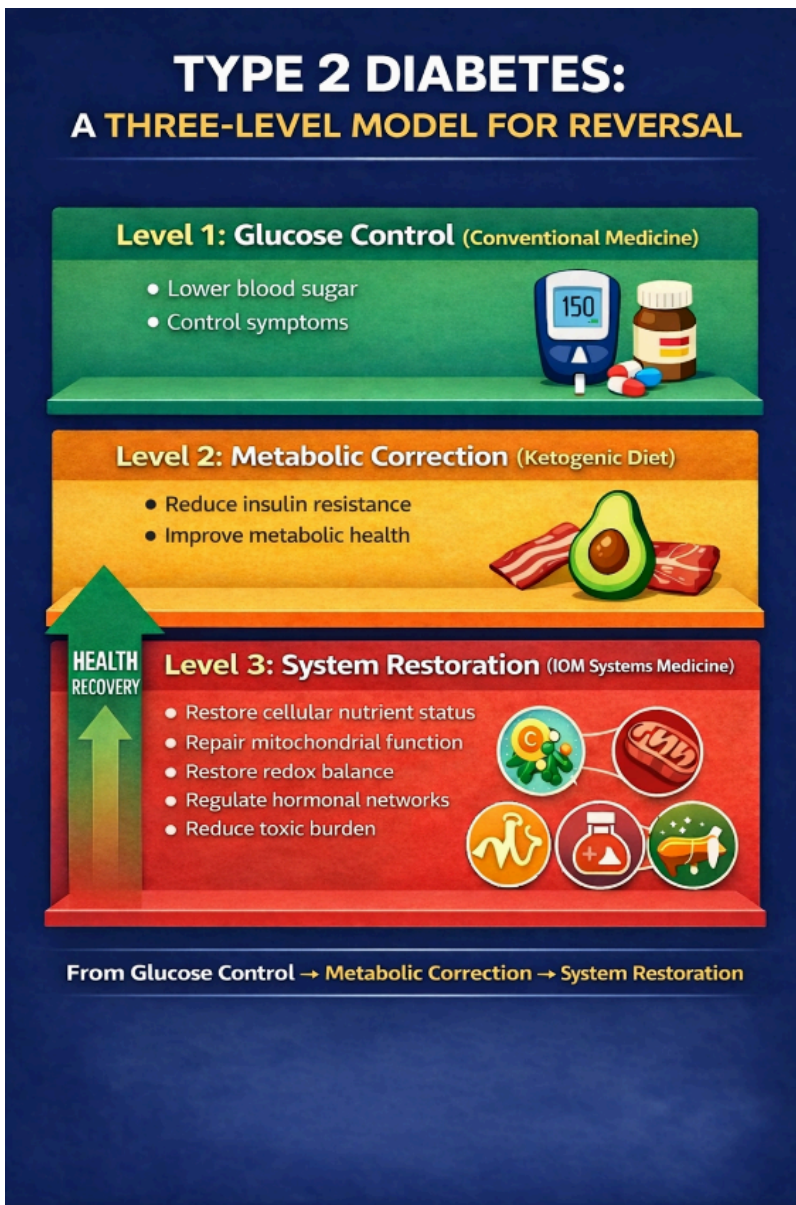 TYPE 2 DIABETES:
A THREE-LEVEL MODEL FOR REVERSAL
Level 1: Glucose Control (Conventional Medicine)
• Lower blood sugar
• Control symptoms
150
Level 2: Metabolic Correction (Ketogenic Diet)
• Reduce insulin resistance
• Improve metabolic health
HEALTH
RECOVERY
Level 3: System Restoration (IOM Systems Medicine)
• Restore cellular nutrient status
• Repair mitochondrial function
• Restore redox balance
• Regulate hormonal networks
• Reduce toxic burden
C
From Glucose Control → Metabolic Correction → System Restoration